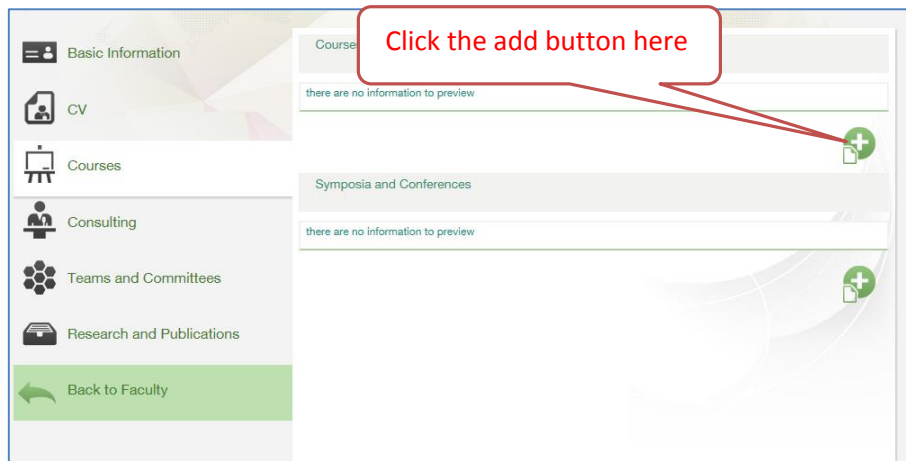 Basic Information
CV
Courses
Consulting
Teams and Committees
Research and Publications
Back to Faculty
Click the add button here
Courses
there are no information to preview
Symposia and Conferences
there are no information to preview